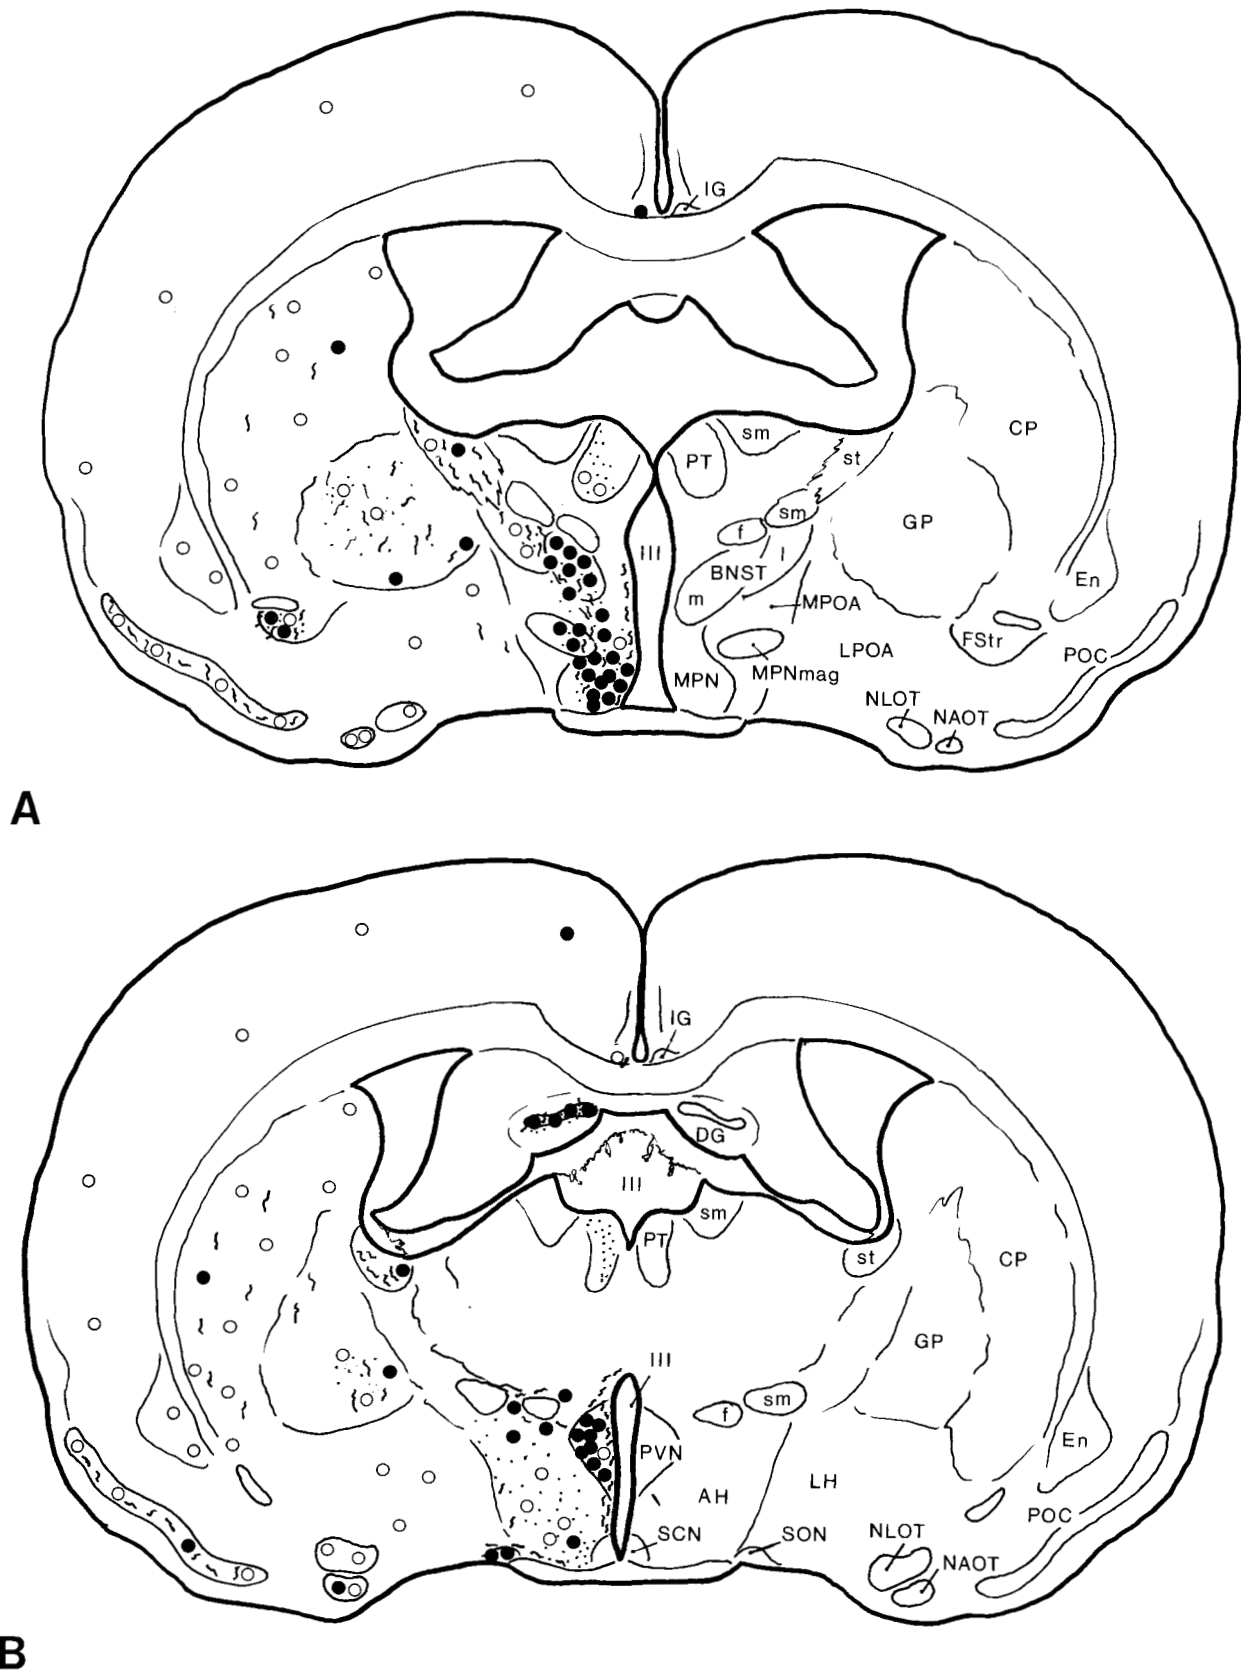 IG
CP
sm
st
PT
sm
GP
f
III
l
BNST
En
m
MPOA
FStr
LPOA
POC
MPNmag
MPN
NLOT
NAOT
A
IG
DG
III
sm
PT
st
CP
GP
III
sm
f
En
PVN
LH
AH
POC
SCN
SON
NLOT
NAOT
B